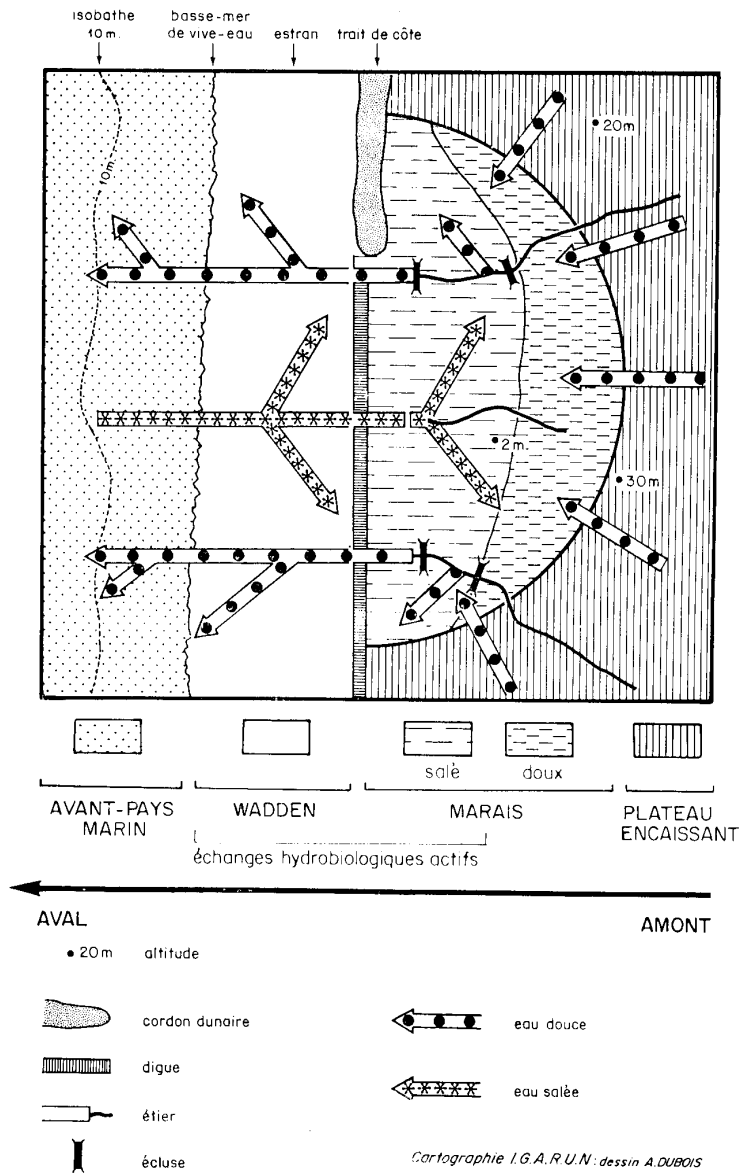 isobathe
10 m.
basse-mer
de vive-eau
estran
trait de côte
10m
20m
2m
30m
salé
doux
AVANT-PAYS
MARIN
WADDEN
MARAIS
PLATEAU
ENCAISSANT
échanges hydrobiologiques actifs
AVAL
AMONT
20m altitude
cordon dunaire
eau douce
digue
eau salée
étier
écluse
Cartographie I.G.A.R.U.N : dessin A.DUBOIS